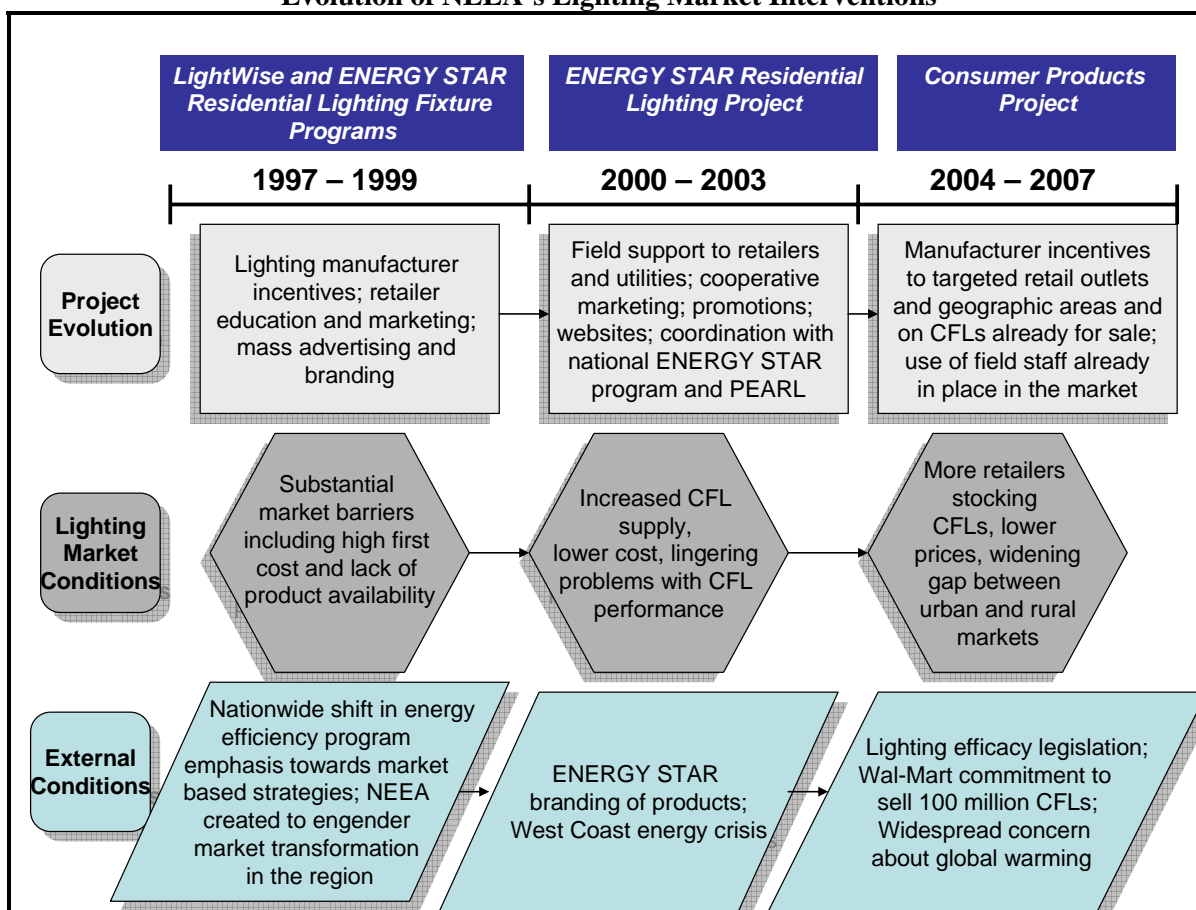 Evolution of NEEA's Lighting Market Interventions
LightWise and ENERGY STAR
Residential Lighting Fixture
Programs
ENERGY STAR Residential
Lighting Project
Consumer Products
Project
1997 – 1999
2000 – 2003
2004 – 2007
Project
Evolution
Lighting manufacturer
incentives; retailer
education and marketing;
mass advertising and
branding
Field support to retailers
and utilities; cooperative
marketing; promotions;
websites; coordination with
national ENERGY STAR
program and PEARL
Manufacturer incentives
to targeted retail outlets
and geographic areas and
on CFLs already for sale;
use of field staff already
in place in the market
Lighting
Market
Conditions
Substantial
market barriers
including high first
cost and lack of
product availability
Increased CFL
supply,
lower cost, lingering
problems with CFL
performance
More retailers
stocking
CFLs, lower
prices, widening
gap between
urban and rural
markets
External
Conditions
Nationwide shift in energy
efficiency program
emphasis towards market
based strategies; NEEA
created to engender
market transformation
in the region
ENERGY STAR
branding of products;
West Coast energy crisis
Lighting efficacy legislation;
Wal-Mart commitment to
sell 100 million CFLs;
Widespread concern
about global warming